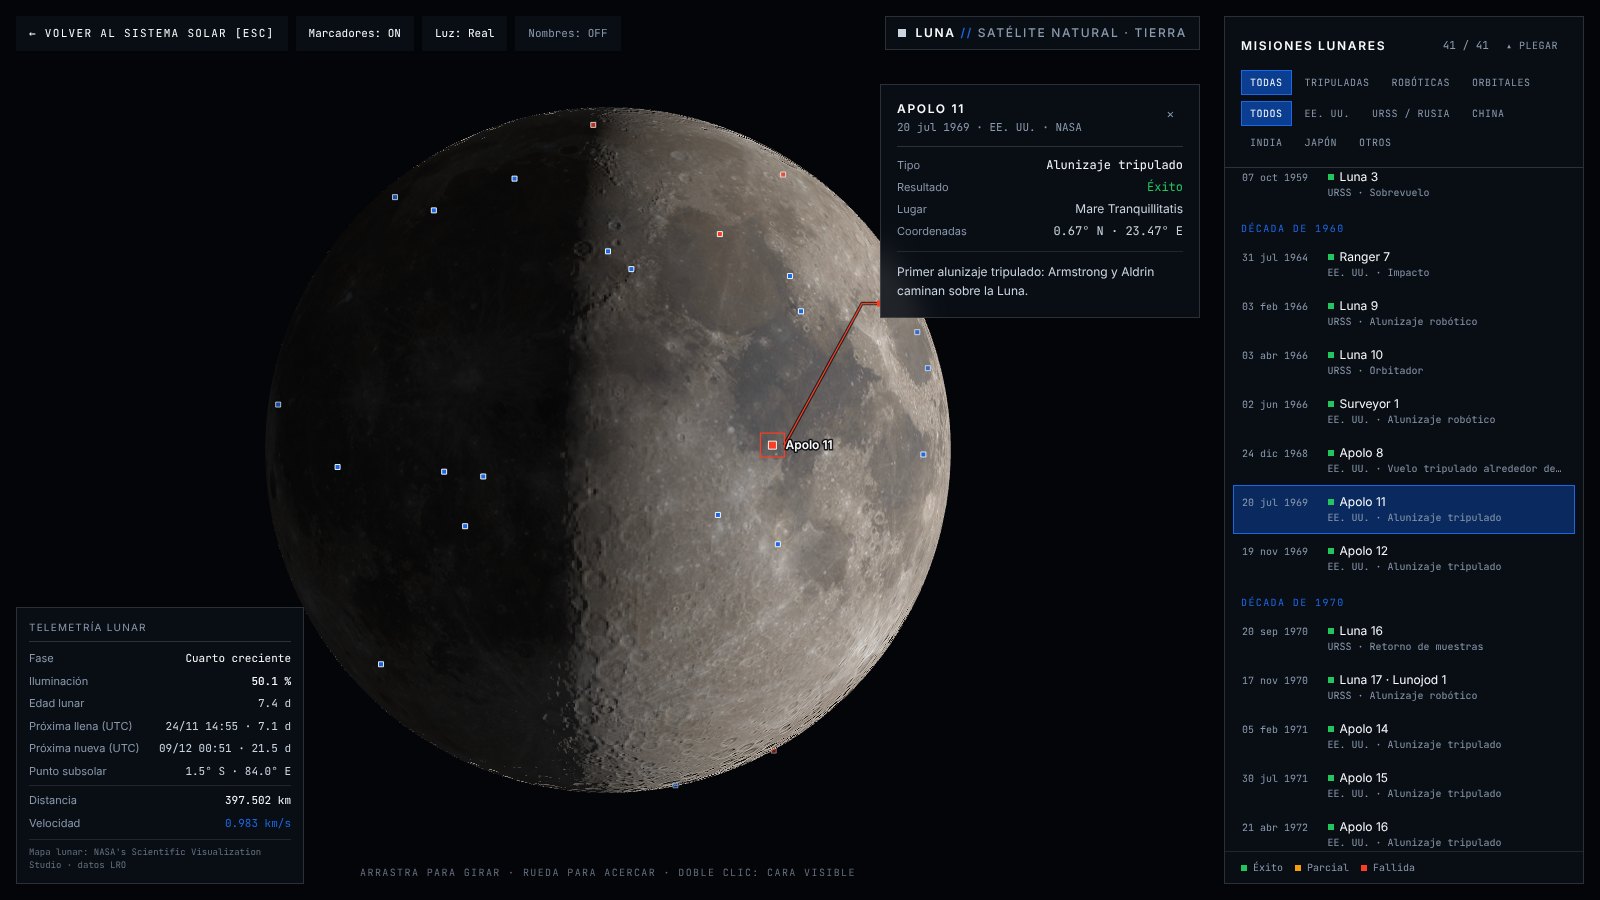 ← VOLVER AL SISTEMA SOLAR [ESC]
Marcadores: ON
Luz: Real
Nombres: OFF
LUNA // SATÉLITE NATURAL · TIERRA
APOLO 11
×
20 jul 1969 · EE. UU. · NASA
Tipo Alunizaje tripulado
Resultado Éxito
Lugar Mare Tranquillitatis
Coordenadas 0.67° N · 23.47° E
Primer alunizaje tripulado: Armstrong y Aldrin
caminan sobre la Luna.
Apolo 11
TELEMETRÍA LUNAR
Fase Cuarto creciente
Iluminación 50.1 %
Edad lunar 7.4 d
Próxima llena (UTC) 24/11 14:55 · 7.1 d
Próxima nueva (UTC) 09/12 00:51 · 21.5 d
Punto subsolar 1.5° S · 84.0° E
Distancia 397.502 km
Velocidad 0.983 km/s
Mapa lunar: NASA's Scientific Visualization
Studio · datos LRO
ARRASTRA PARA GIRAR · RUEDA PARA ACERCAR · DOBLE CLIC: CARA VISIBLE
MISIONES LUNARES 41 / 41 ▴ PLEGAR
TODAS TRIPULADAS ROBÓTICAS ORBITALES
TODOS EE. UU. URSS / RUSIA CHINA
INDIA JAPÓN OTROS
07 oct 1959 Luna 3
URSS · Sobrevuelo
DÉCADA DE 1960
31 jul 1964 Ranger 7
EE. UU. · Impacto
03 feb 1966 Luna 9
URSS · Alunizaje robótico
03 abr 1966 Luna 10
URSS · Orbitador
02 jun 1966 Surveyor 1
EE. UU. · Alunizaje robótico
24 dic 1968 Apolo 8
EE. UU. · Vuelo tripulado alrededor de…
20 jul 1969 Apolo 11
EE. UU. · Alunizaje tripulado
19 nov 1969 Apolo 12
EE. UU. · Alunizaje tripulado
DÉCADA DE 1970
20 sep 1970 Luna 16
URSS · Retorno de muestras
17 nov 1970 Luna 17 · Lunojod 1
URSS · Alunizaje robótico
05 feb 1971 Apolo 14
EE. UU. · Alunizaje tripulado
30 jul 1971 Apolo 15
EE. UU. · Alunizaje tripulado
21 abr 1972 Apolo 16
EE. UU. · Alunizaje tripulado
Éxito Parcial Fallida